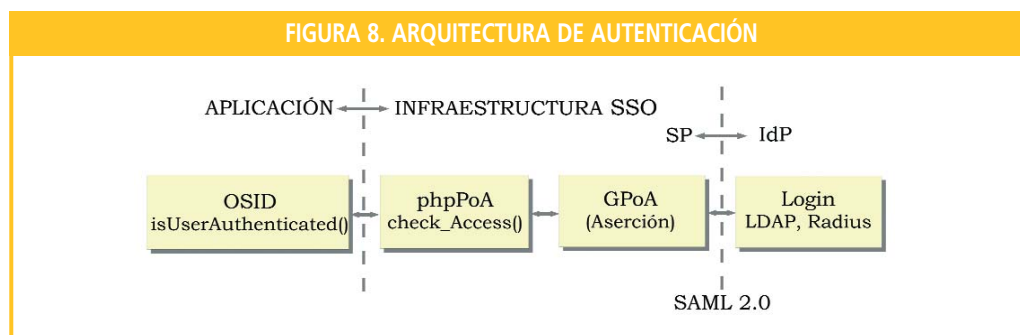 FIGURA 8. ARQUITECTURA DE AUTENTICACIÓN
APLICACIÓN
INFRAESTRUCTURA SSO
SP
IdP
OSID
isUserAuthenticated()
phpPoA
check_Access()
GPoA
(Aserción)
Login
LDAP, Radius
SAML 2.0